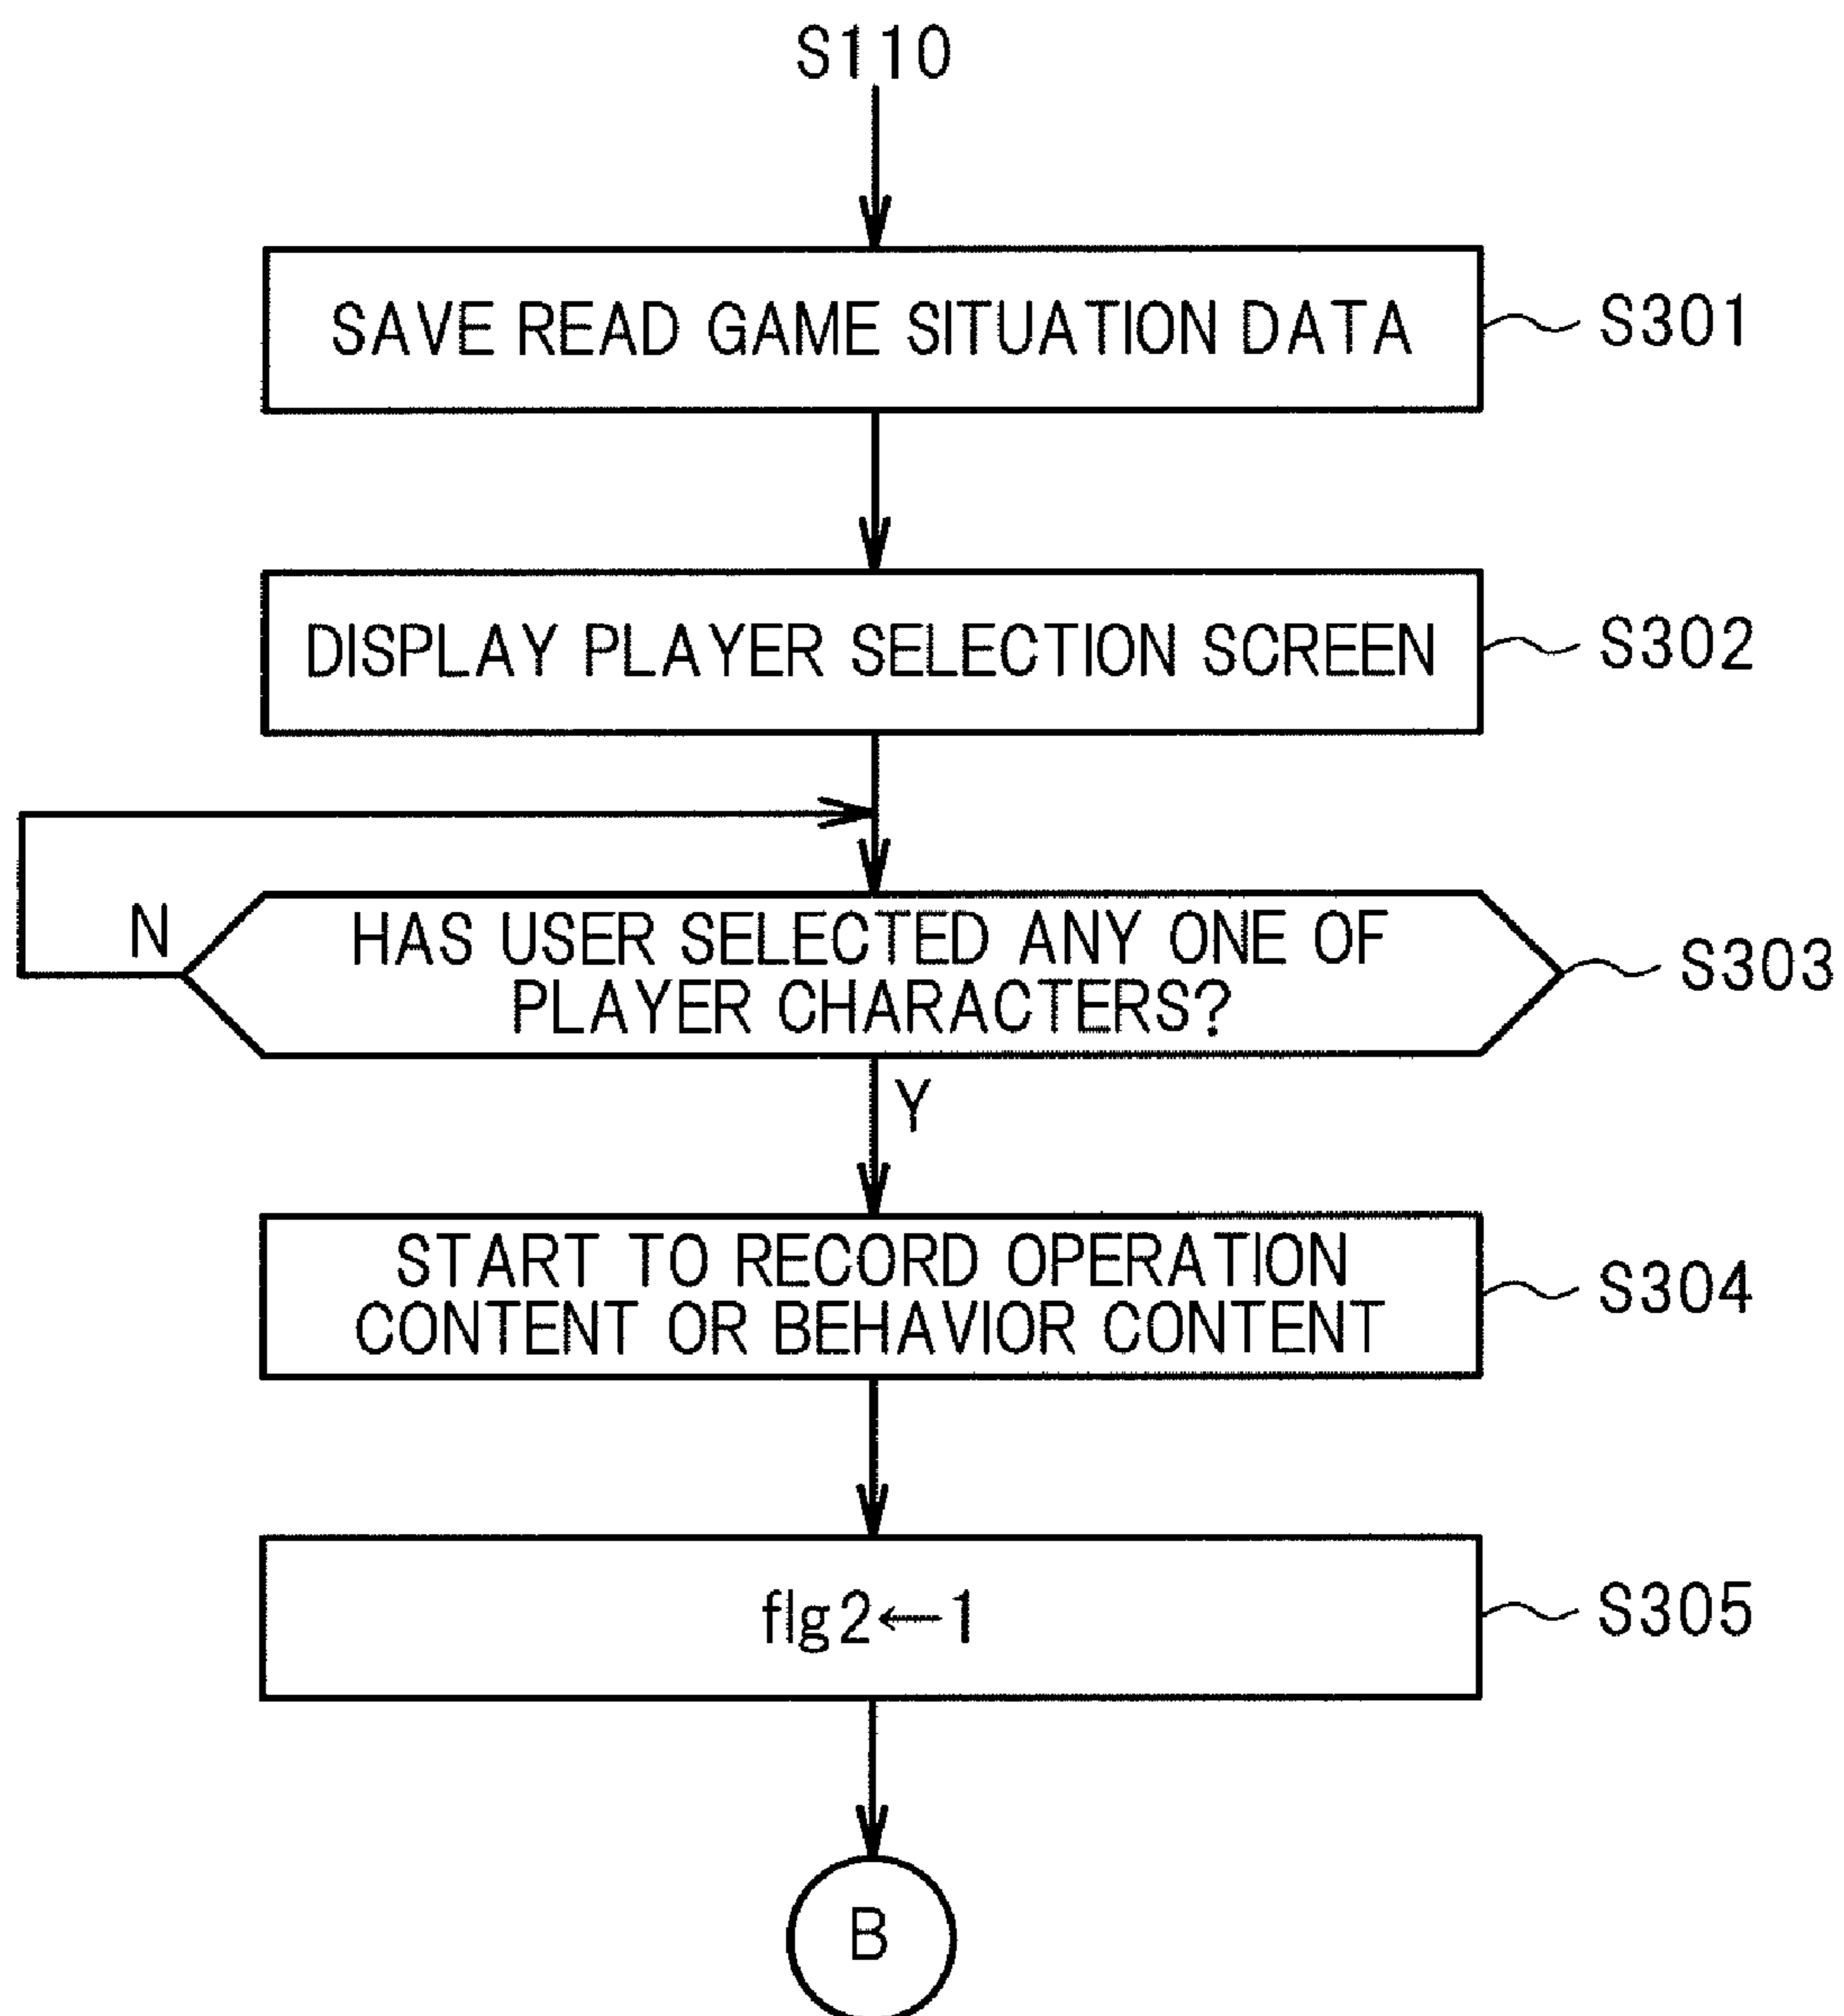 S110
SAVE READ GAME SITUATION DATA
S301
DISPLAY PLAYER SELECTION SCREEN
S302
N
HAS USER SELECTED ANY ONE OF
PLAYER CHARACTERS?
S303
Y
START TO RECORD OPERATION
CONTENT OR BEHAVIOR CONTENT
S304
flg2←1
S305
B